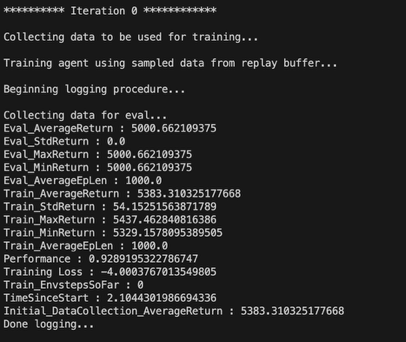 ********** Iteration 0 ************
Collecting data to be used for training...
Training agent using sampled data from replay buffer...
Beginning logging procedure...
Collecting data for eval...
Eval_AverageReturn : 5000.662109375
Eval_StdReturn : 0.0
Eval_MaxReturn : 5000.662109375
Eval_MinReturn : 5000.662109375
Eval_AverageEpLen : 1000.0
Train_AverageReturn : 5383.310325177668
Train_StdReturn : 54.15251563871789
Train_MaxReturn : 5437.462840816386
Train_MinReturn : 5329.1578095389505
Train_AverageEpLen : 1000.0
Performance : 0.9289195322786747
Training Loss : -4.0003767013549805
Train_EnvstepsSoFar : 0
TimeSinceStart : 2.1044301986694336
Initial_DataCollection_AverageReturn : 5383.310325177668
Done logging...